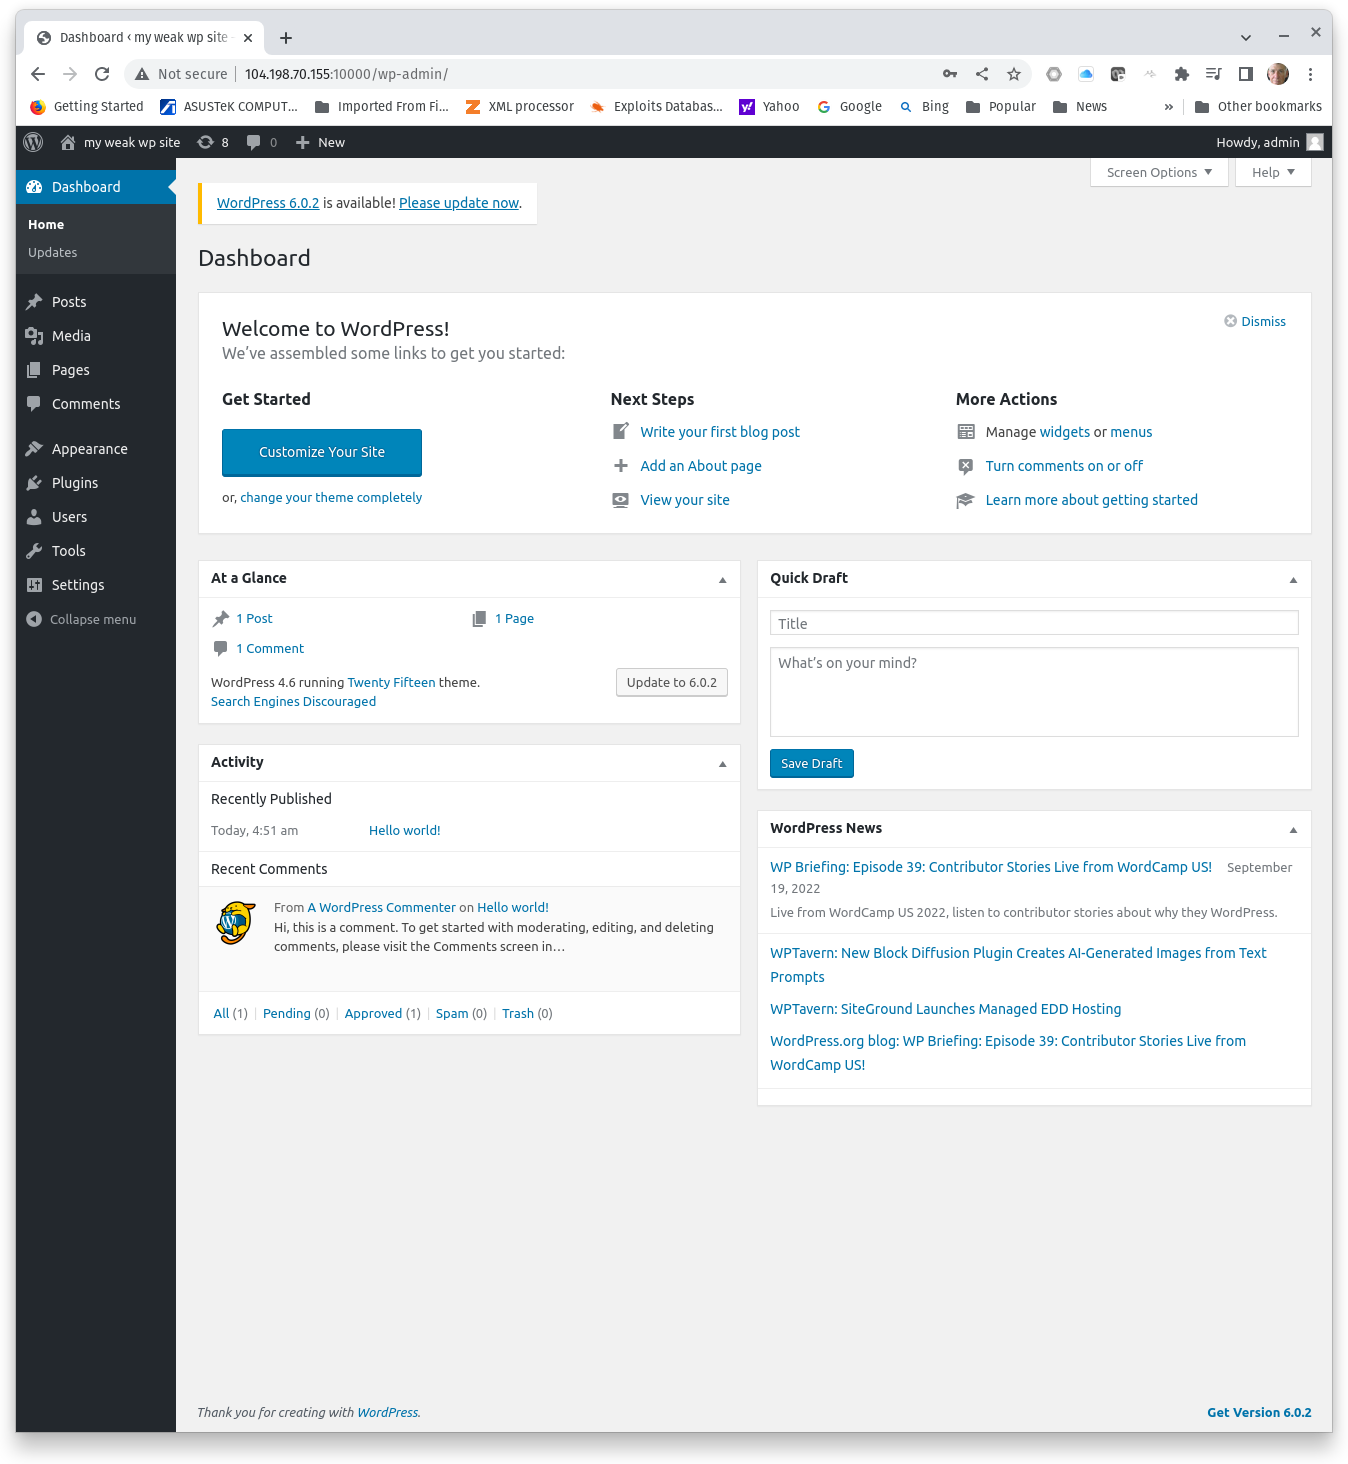 Dashboard ‹ my weak wp site -
Not secure | 104.198.70.155:10000/wp-admin/
Getting Started ASUSTeK COMPUT... Imported From Fi... XML processor Exploits Databas... Yahoo Google Bing Popular News » Other bookmarks
my weak wp site 8 0 New Howdy, admin
Dashboard
Home
Updates
Posts
Media
Pages
Comments
Appearance
Plugins
Users
Tools
Settings
Collapse menu
Screen Options Help
WordPress 6.0.2 is available! Please update now.
Dashboard
Welcome to WordPress!
Dismiss
We’ve assembled some links to get you started:
Get Started
Customize Your Site
or, change your theme completely
Next Steps
Write your first blog post
Add an About page
View your site
More Actions
Manage widgets or menus
Turn comments on or off
Learn more about getting started
At a Glance
1 Post 1 Page
1 Comment
WordPress 4.6 running Twenty Fifteen theme.
Update to 6.0.2
Search Engines Discouraged
Activity
Recently Published
Today, 4:51 am Hello world!
Recent Comments
From A WordPress Commenter on Hello world!
Hi, this is a comment. To get started with moderating, editing, and deleting
comments, please visit the Comments screen in…
All (1) | Pending (0) | Approved (1) | Spam (0) | Trash (0)
Quick Draft
Title
What’s on your mind?
Save Draft
WordPress News
WP Briefing: Episode 39: Contributor Stories Live from WordCamp US! September
19, 2022
Live from WordCamp US 2022, listen to contributor stories about why they WordPress.
WPTavern: New Block Diffusion Plugin Creates AI-Generated Images from Text
Prompts
WPTavern: SiteGround Launches Managed EDD Hosting
WordPress.org blog: WP Briefing: Episode 39: Contributor Stories Live from
WordCamp US!
Thank you for creating with WordPress.
Get Version 6.0.2